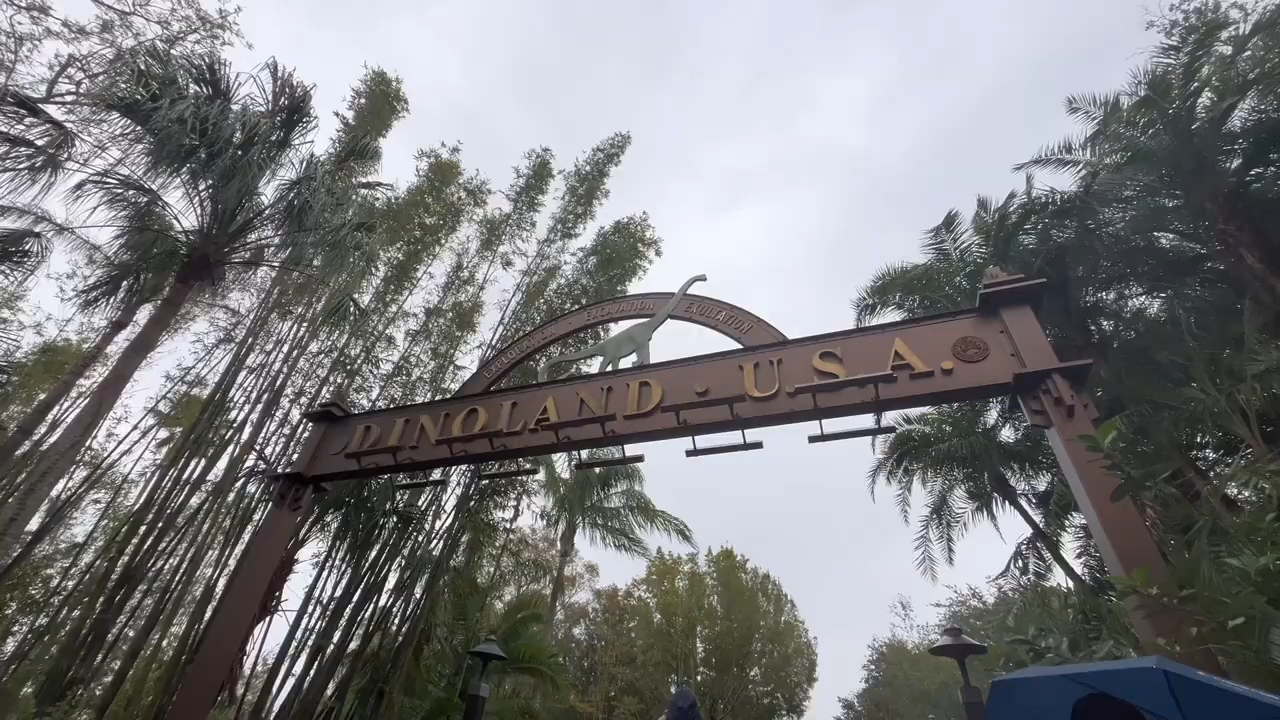 EXPLORATION · EXCAVATION · EXULTATION
DINOLAND · U.S.A.